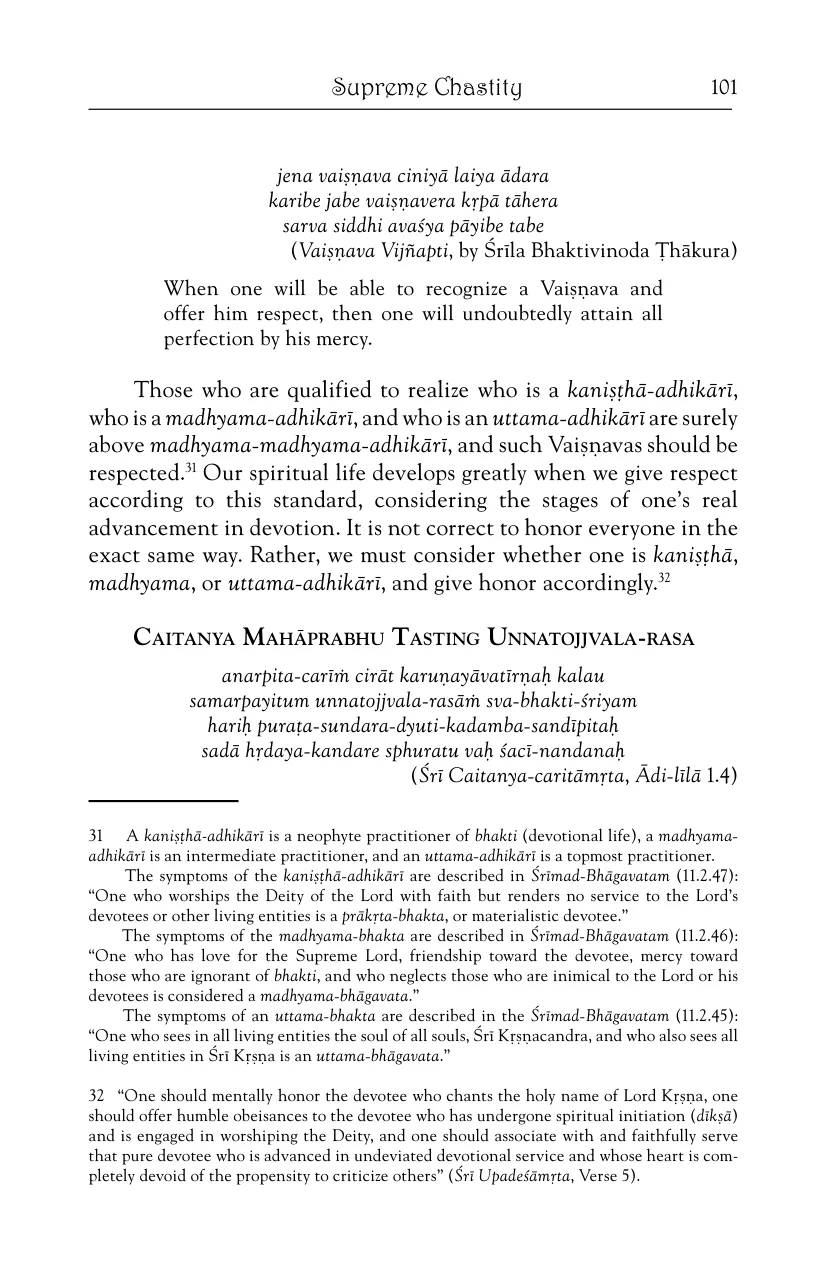 Supreme Chastity 101
jena vaiṣṇava ciniyā laiya ādara
karibe jabe vaiṣṇavera kṛpā tāhera
sarva siddhi avaśya pāyibe tabe
(Vaiṣṇava Vijñapti, by Śrīla Bhaktivinoda Ṭhākura)
When one will be able to recognize a Vaiṣṇava and
offer him respect, then one will undoubtedly attain all
perfection by his mercy.
Those who are qualified to realize who is a kaniṣṭhā-adhikārī,
who is a madhyama-adhikārī, and who is an uttama-adhikārī are surely
above madhyama-madhyama-adhikārī, and such Vaiṣṇavas should be
respected.31 Our spiritual life develops greatly when we give respect
according to this standard, considering the stages of one’s real
advancement in devotion. It is not correct to honor everyone in the
exact same way. Rather, we must consider whether one is kaniṣṭhā,
madhyama, or uttama-adhikārī, and give honor accordingly.32
Caitanya Mahāprabhu Tasting Unnatojjvala-rasa
anarpita-carīṁ cirāt karuṇayāvatīrṇaḥ kalau
samarpayitum unnatojjvala-rasāṁ sva-bhakti-śriyam
hariḥ puraṭa-sundara-dyuti-kadamba-sandīpitaḥ
sadā hṛdaya-kandare sphuratu vaḥ śacī-nandanaḥ
(Śrī Caitanya-caritāmṛta, Ādi-līlā 1.4)
31 A kaniṣṭhā-adhikārī is a neophyte practitioner of bhakti (devotional life), a madhyama-
adhikārī is an intermediate practitioner, and an uttama-adhikārī is a topmost practitioner.
The symptoms of the kaniṣṭhā-adhikārī are described in Śrīmad-Bhāgavatam (11.2.47):
“One who worships the Deity of the Lord with faith but renders no service to the Lord’s
devotees or other living entities is a prākṛta-bhakta, or materialistic devotee.”
The symptoms of the madhyama-bhakta are described in Śrīmad-Bhāgavatam (11.2.46):
“One who has love for the Supreme Lord, friendship toward the devotee, mercy toward
those who are ignorant of bhakti, and who neglects those who are inimical to the Lord or his
devotees is considered a madhyama-bhāgavata.”
The symptoms of an uttama-bhakta are described in the Śrīmad-Bhāgavatam (11.2.45):
“One who sees in all living entities the soul of all souls, Śrī Kṛṣṇacandra, and who also sees all
living entities in Śrī Kṛṣṇa is an uttama-bhāgavata.”
32 “One should mentally honor the devotee who chants the holy name of Lord Kṛṣṇa, one
should offer humble obeisances to the devotee who has undergone spiritual initiation (dīkṣā)
and is engaged in worshiping the Deity, and one should associate with and faithfully serve
that pure devotee who is advanced in undeviated devotional service and whose heart is com-
pletely devoid of the propensity to criticize others” (Śrī Upadeśāmṛta, Verse 5).